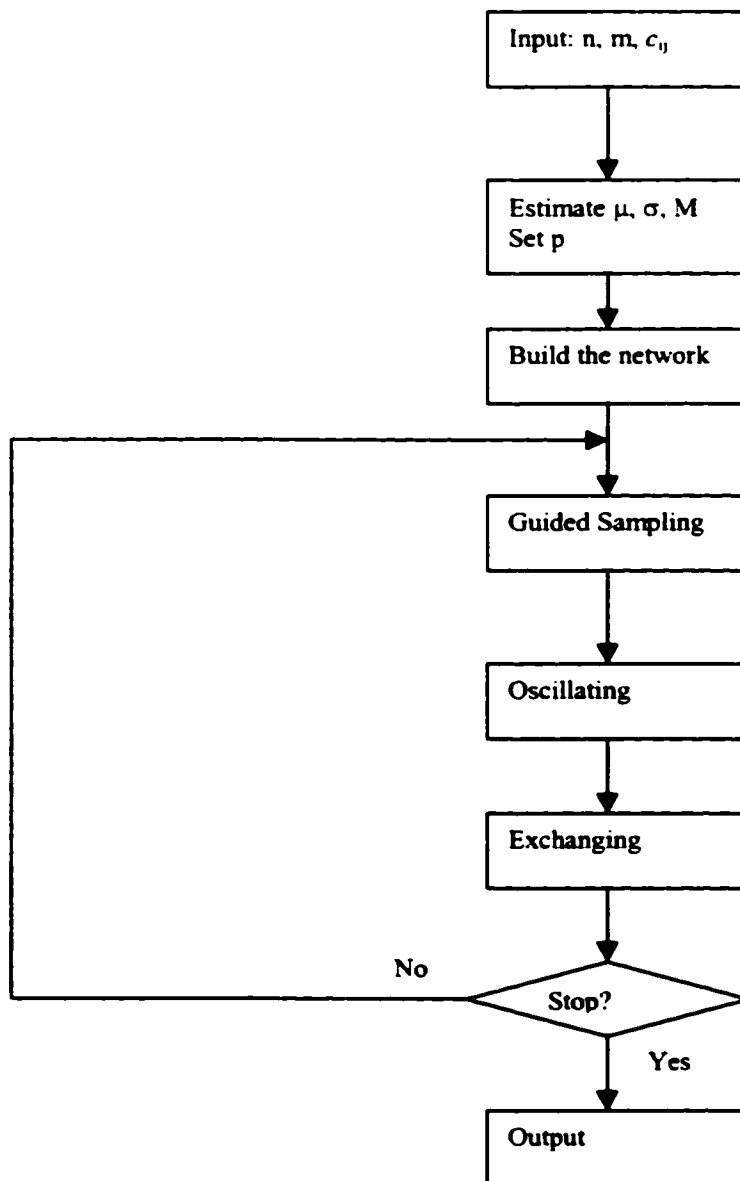 Input: n, m, c_ij
Estimate μ, σ, M
Set p
Build the network
Guided Sampling
Oscillating
Exchanging
No
Stop?
Yes
Output